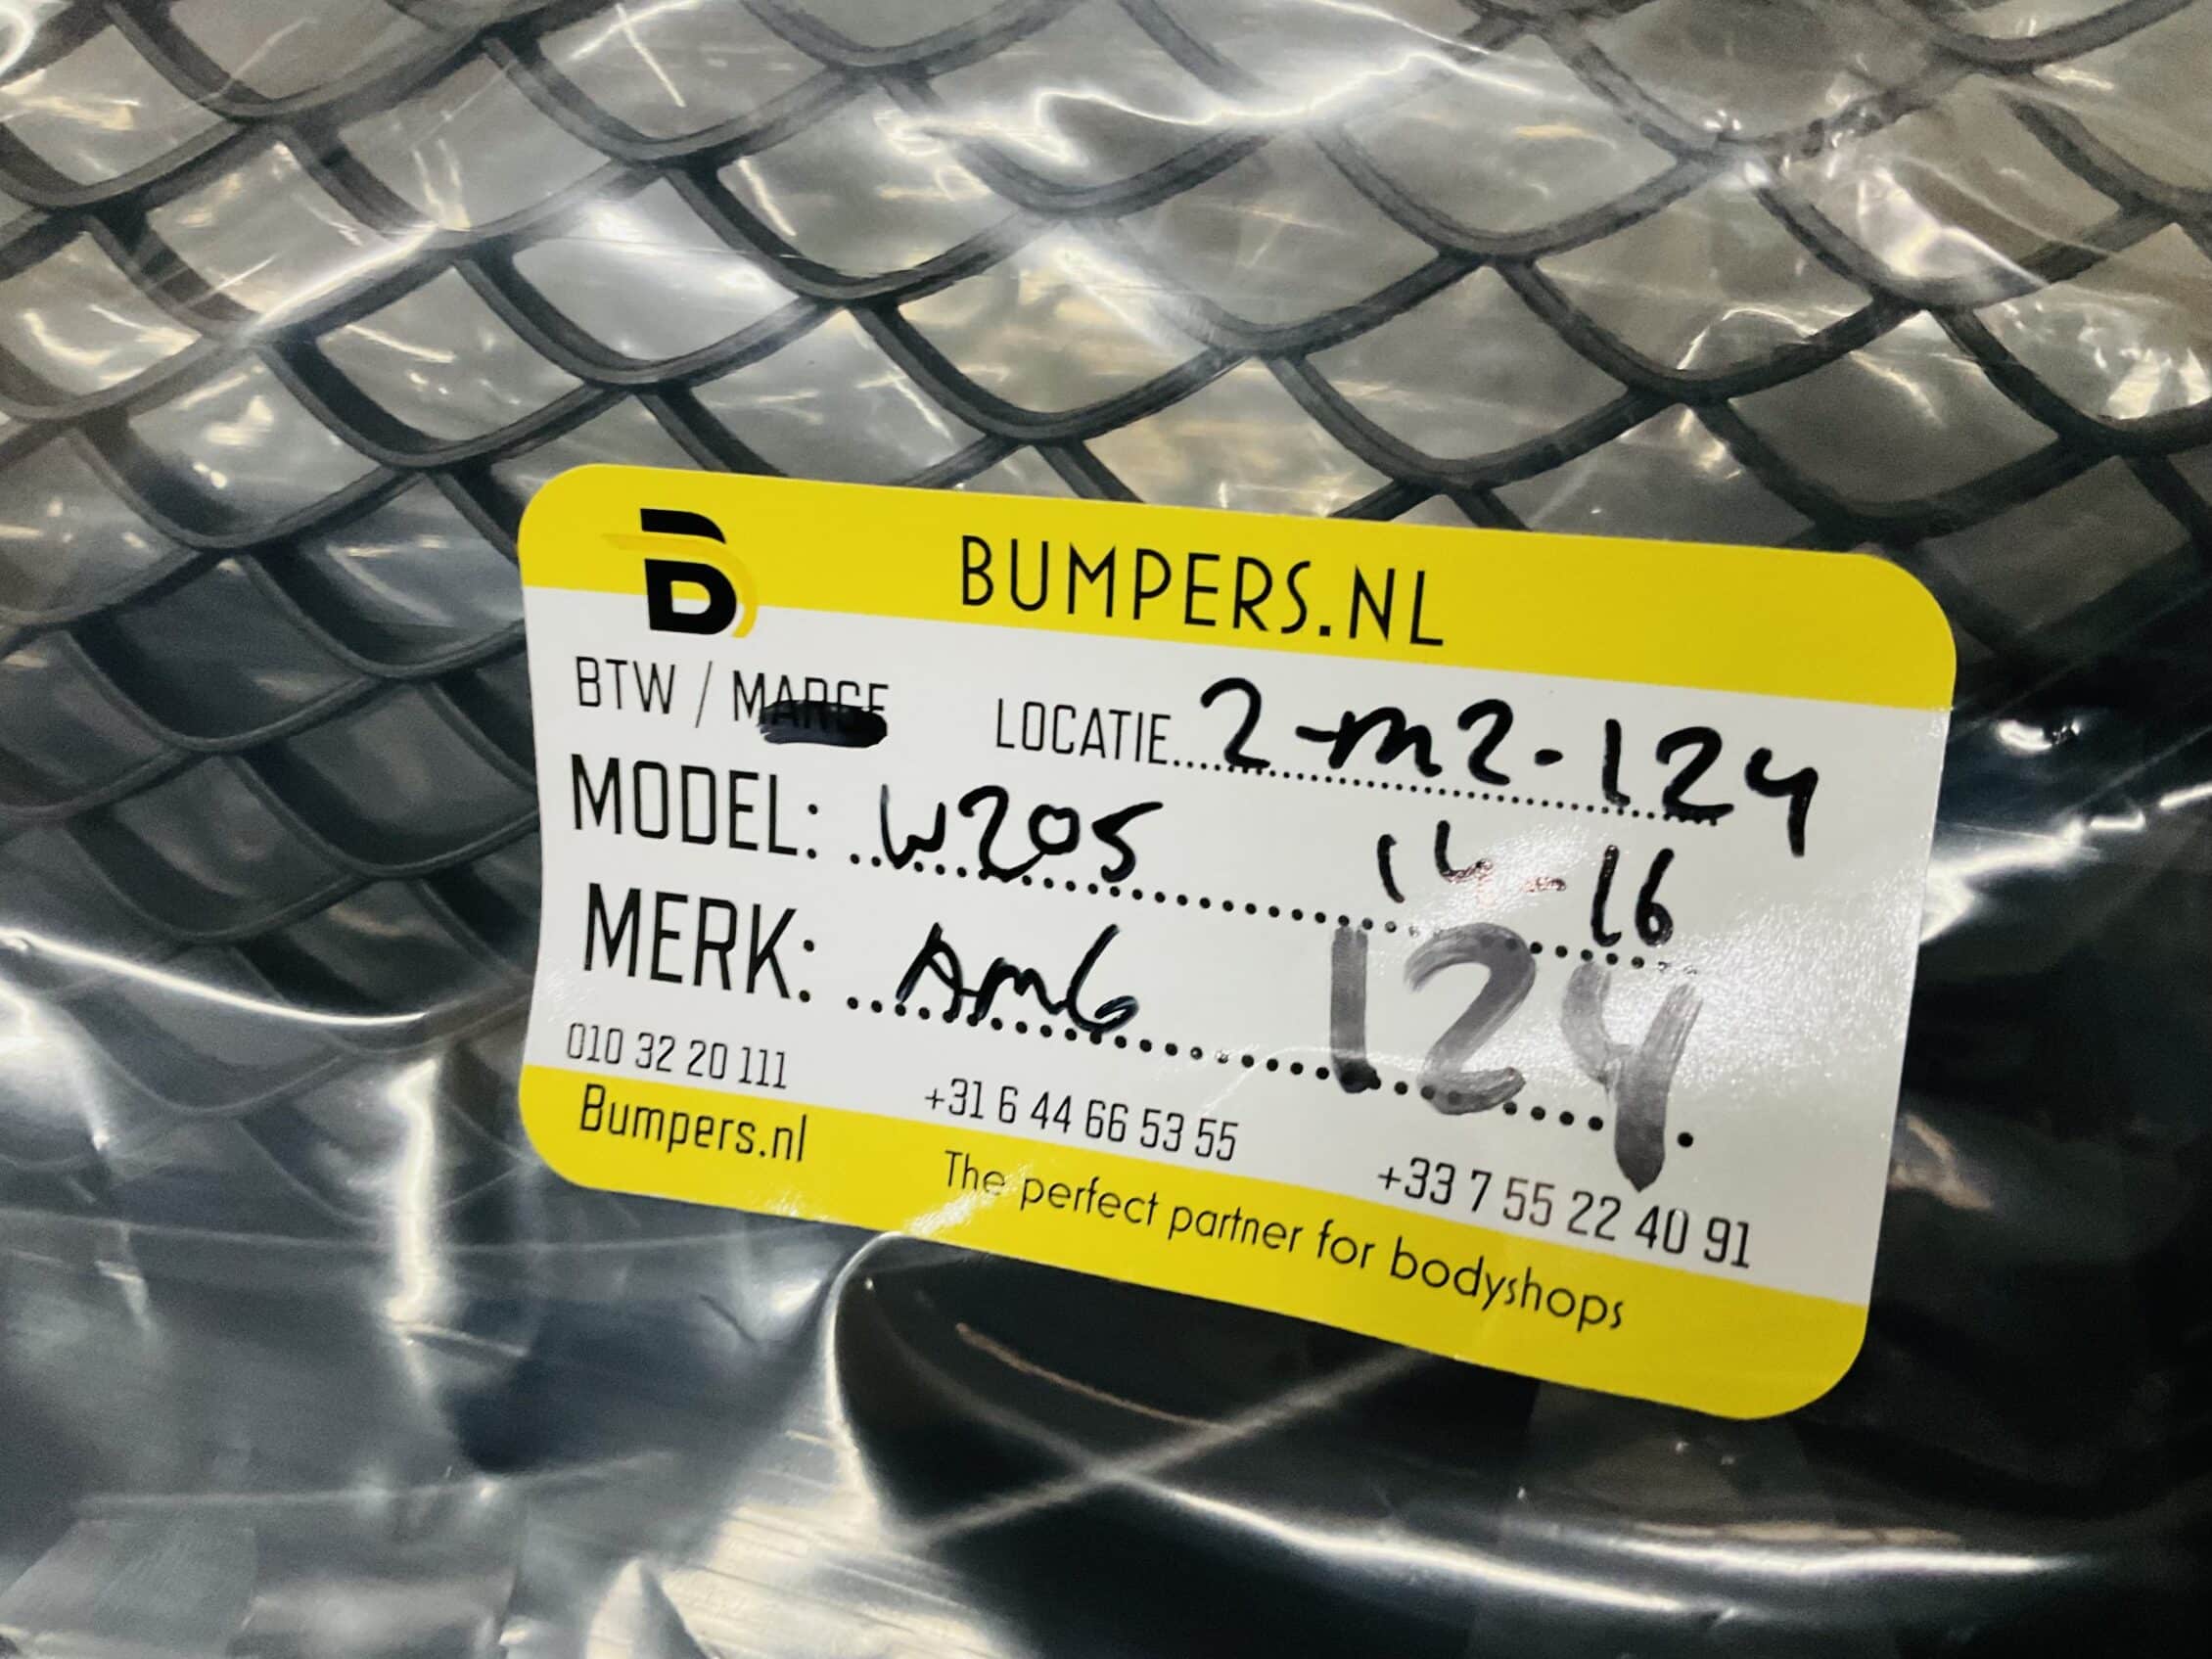 B
BUMPERS.NL
BTW / MARGE
LOCATIE 2-m2-124
MODEL: W205 14-16
MERK: AMG 124
010 32 20 111 +31 6 44 66 53 55 +33 7 55 22 40 91
Bumpers.nl The perfect partner for bodyshops